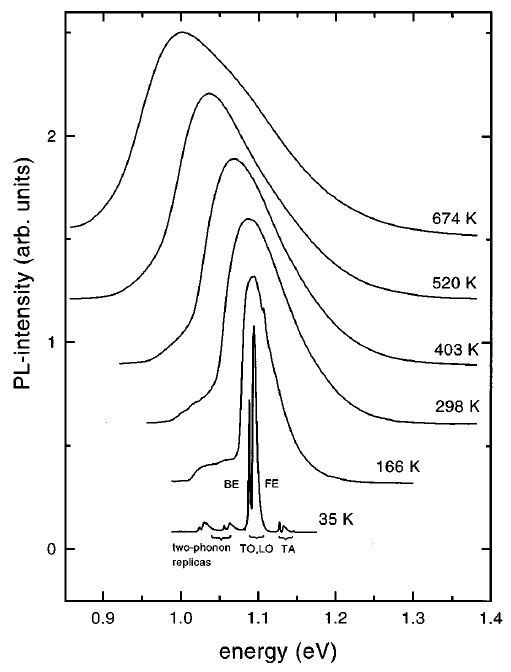 PL-intensity (arb. units)
2
1
0
674 K
520 K
403 K
298 K
166 K
BE
FE
35 K
two-phonon
replicas
TO,LO
TA
0.9
1.0
1.1
1.2
1.3
1.4
energy (eV)